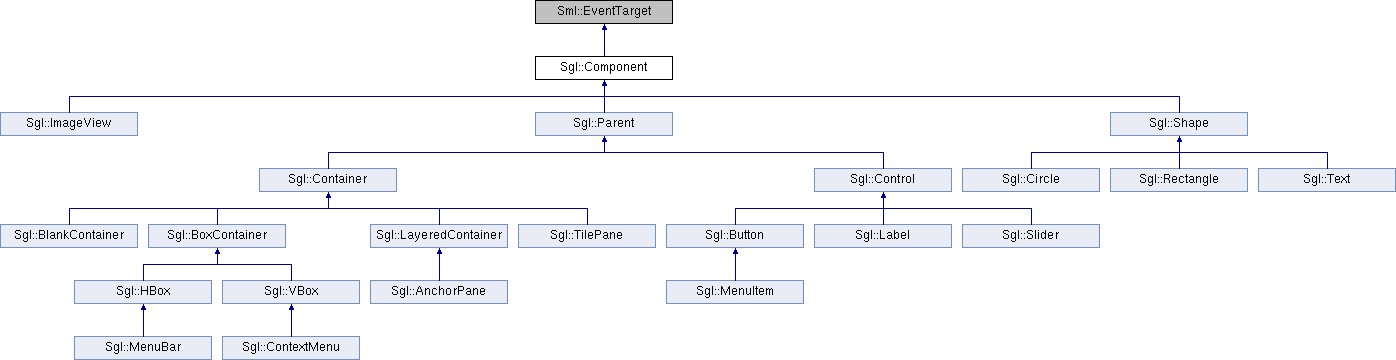 Sml::EventTarget
Sgl::Component
Sgl::ImageView
Sgl::Parent
Sgl::Shape
Sgl::Container
Sgl::Control
Sgl::Circle
Sgl::Rectangle
Sgl::Text
Sgl::BlankContainer
Sgl::BoxContainer
Sgl::LayeredContainer
Sgl::TilePane
Sgl::Button
Sgl::Label
Sgl::Slider
Sgl::HBox
Sgl::VBox
Sgl::AnchorPane
Sgl::MenuItem
Sgl::MenuBar
Sgl::ContextMenu